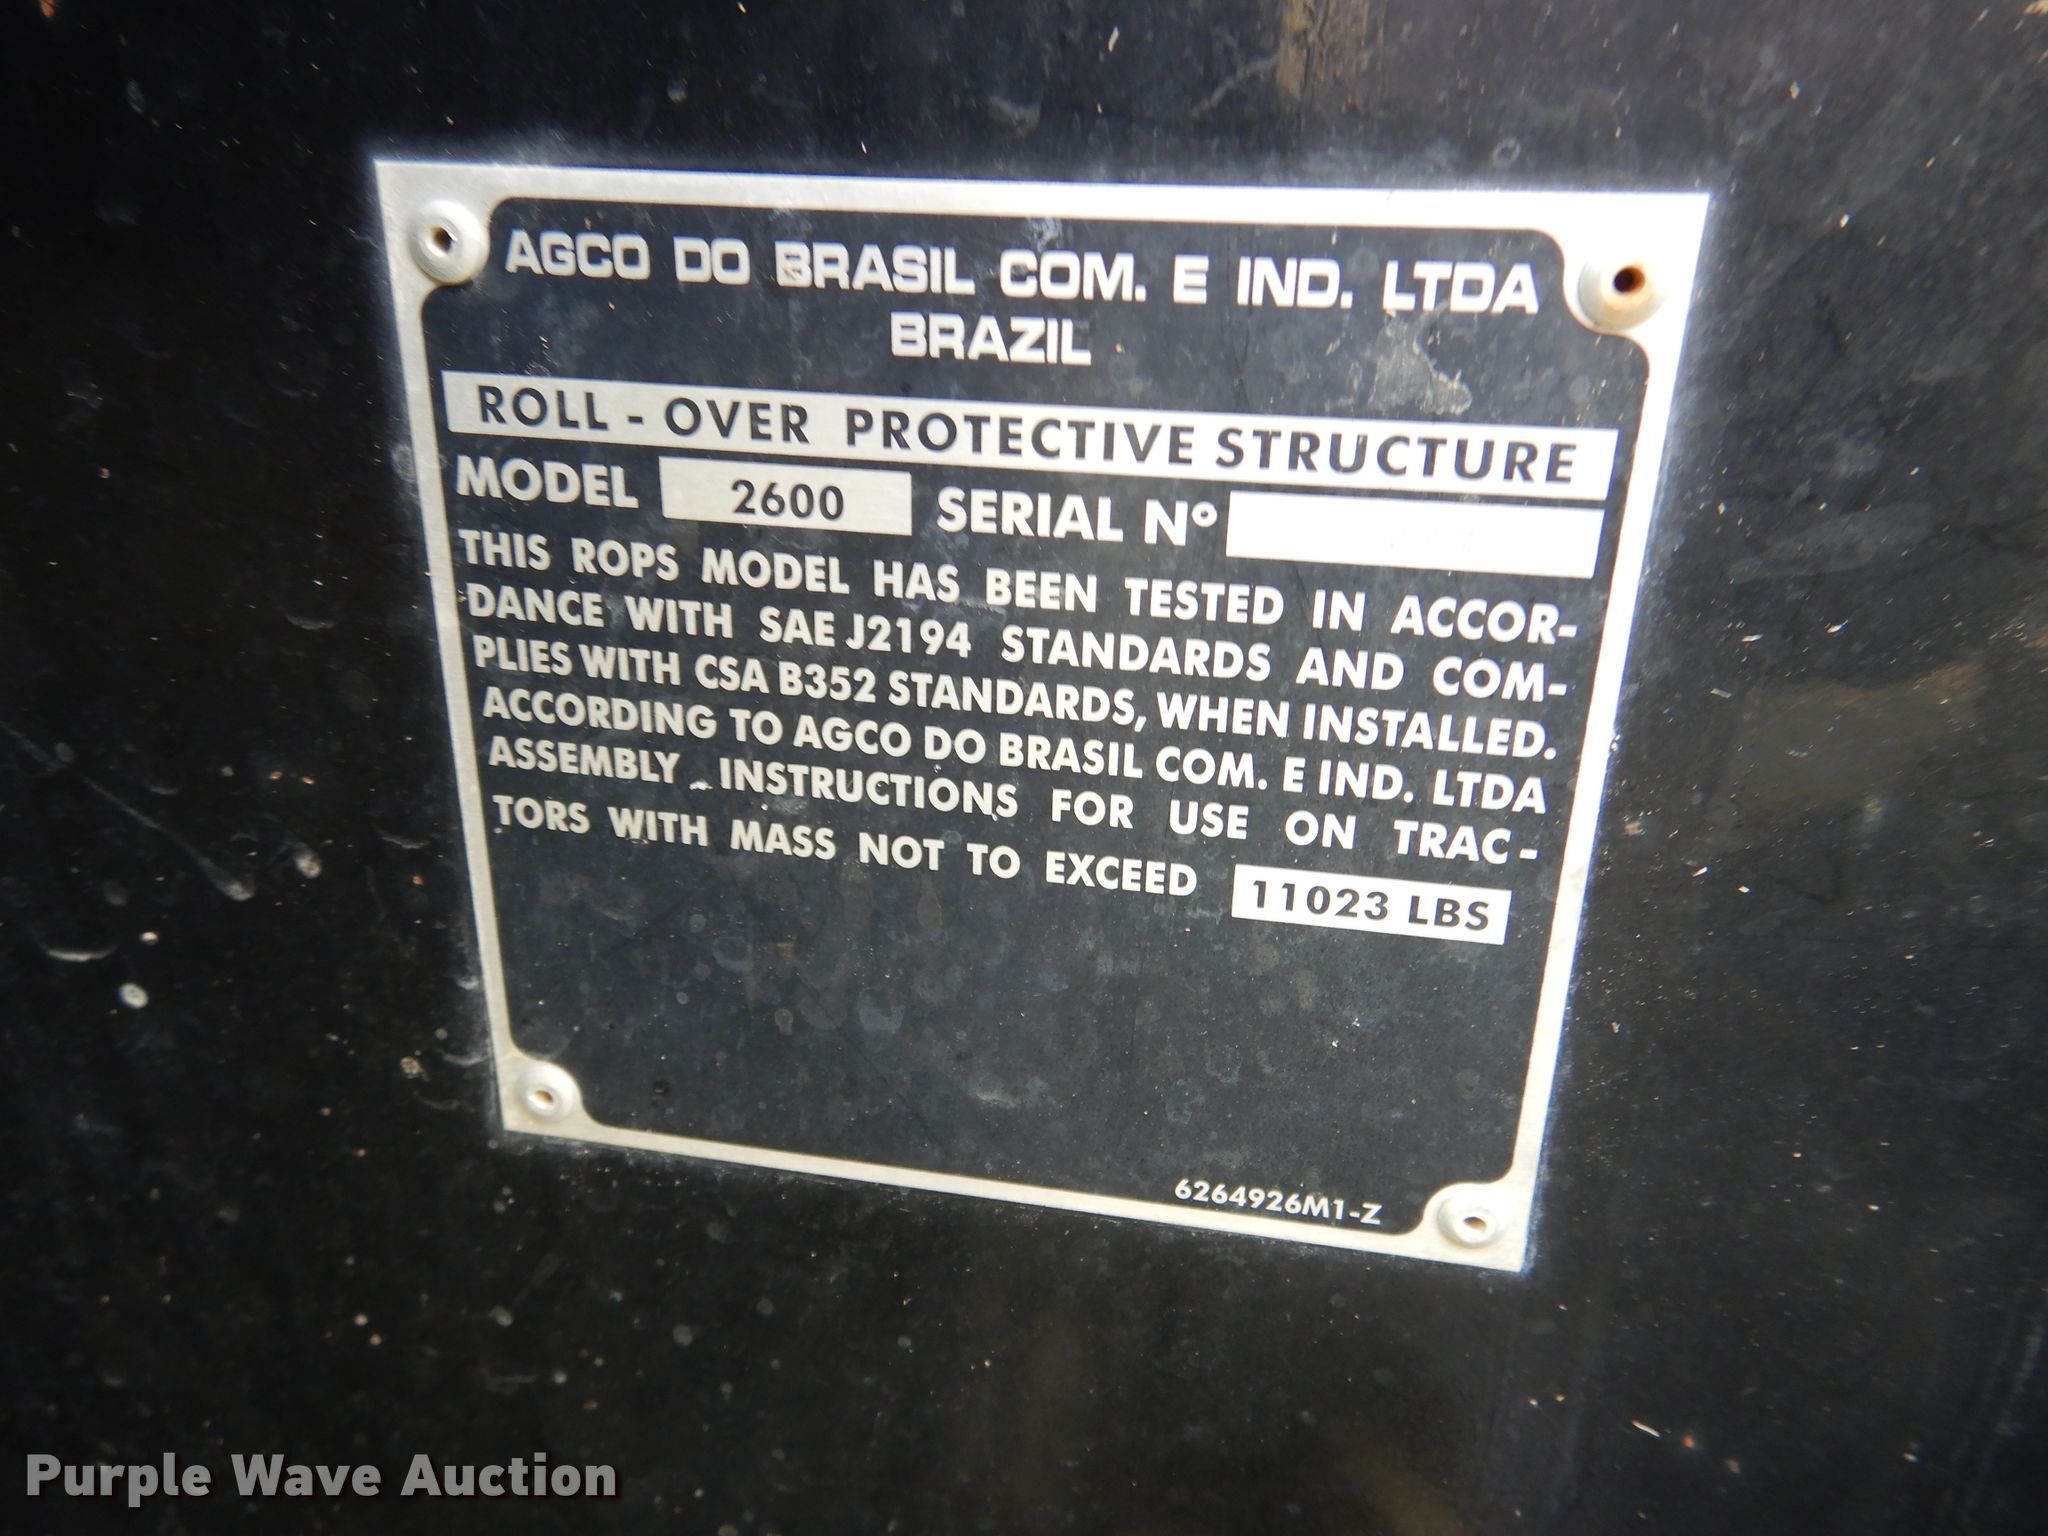 AGCO DO BRASIL COM. E IND. LTDA
BRAZIL
ROLL - OVER PROTECTIVE STRUCTURE
MODEL 2600 SERIAL Nº
THIS ROPS MODEL HAS BEEN TESTED IN ACCOR-
DANCE WITH SAE J2194 STANDARDS AND COM-
PLIES WITH CSA B352 STANDARDS, WHEN INSTALLED.
ACCORDING TO AGCO DO BRASIL COM. E IND. LTDA
ASSEMBLY INSTRUCTIONS FOR USE ON TRAC-
TORS WITH MASS NOT TO EXCEED 11023 LBS
6264926M1-Z
Purple Wave Auction